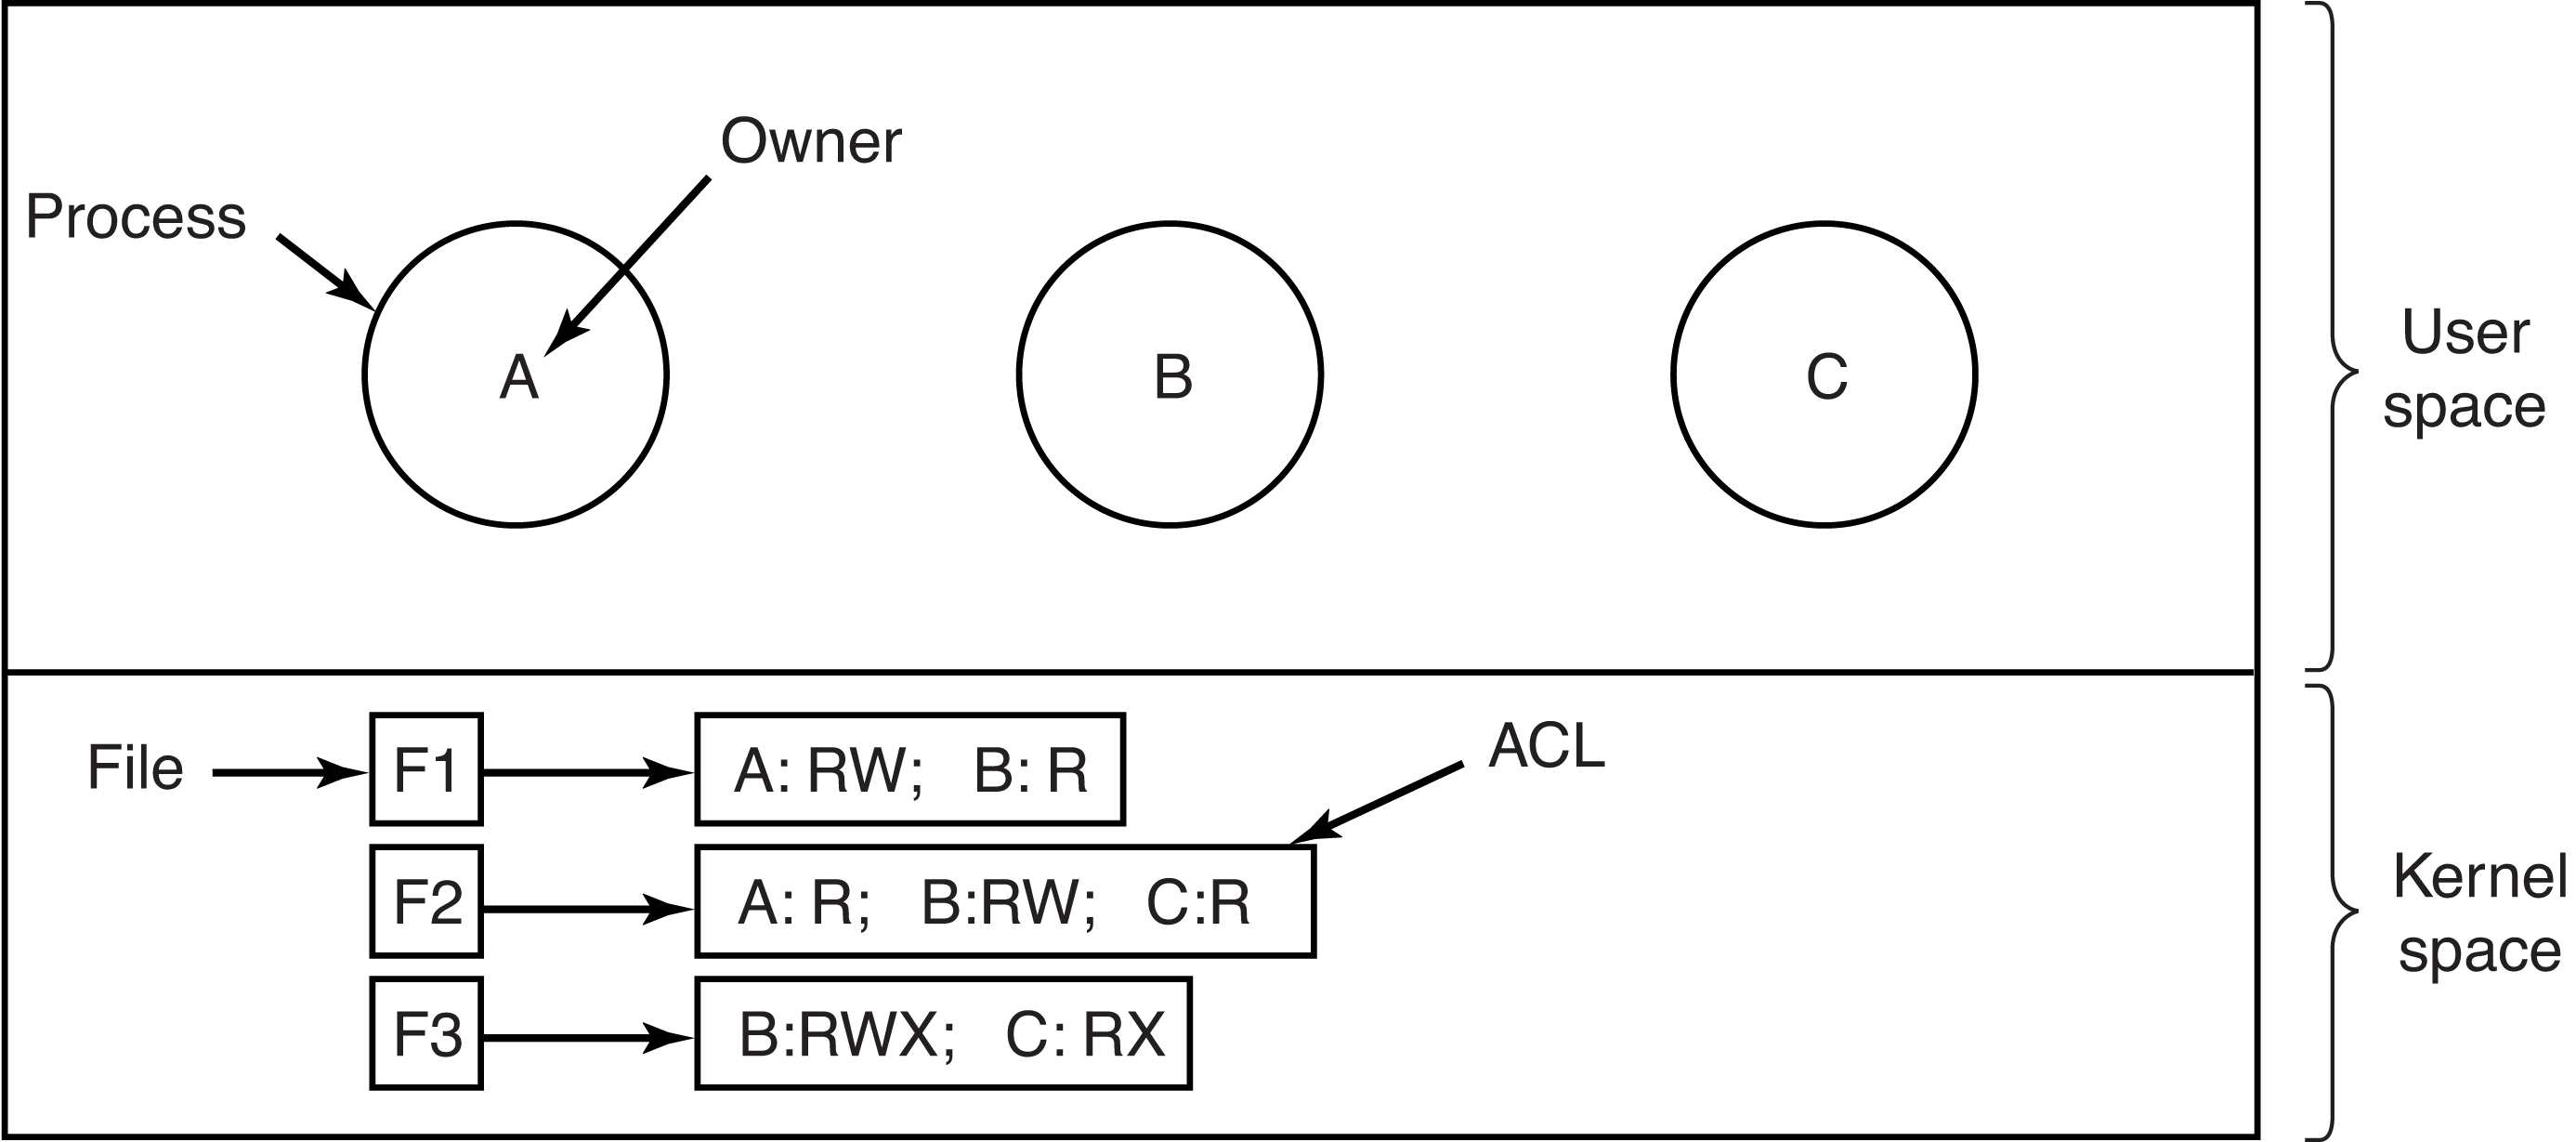 Owner
Process
A
B
C
User
space
File
F1
A: RW; B: R
ACL
F2
A: R; B:RW; C:R
F3
B:RWX; C: RX
Kernel
space